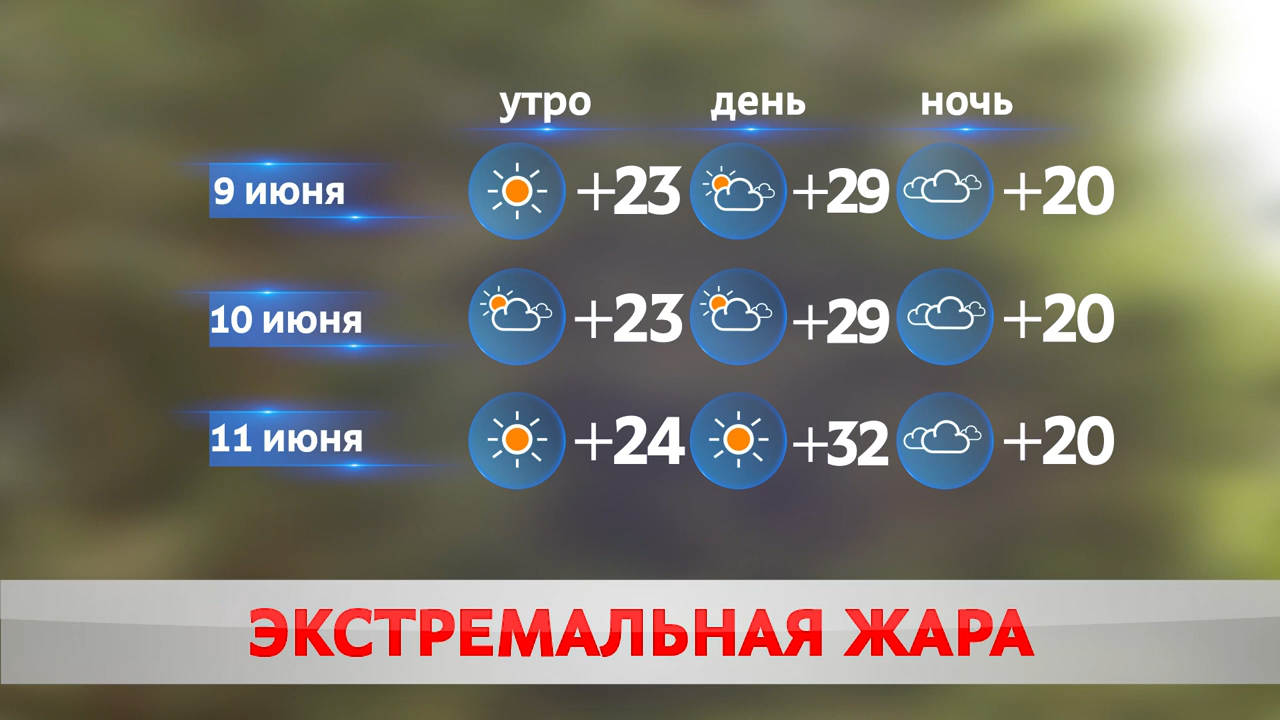 утро день ночь
9 июня +23 +29 +20
10 июня +23 +29 +20
11 июня +24 +32 +20
ЭКСТРЕМАЛЬНАЯ ЖАРА